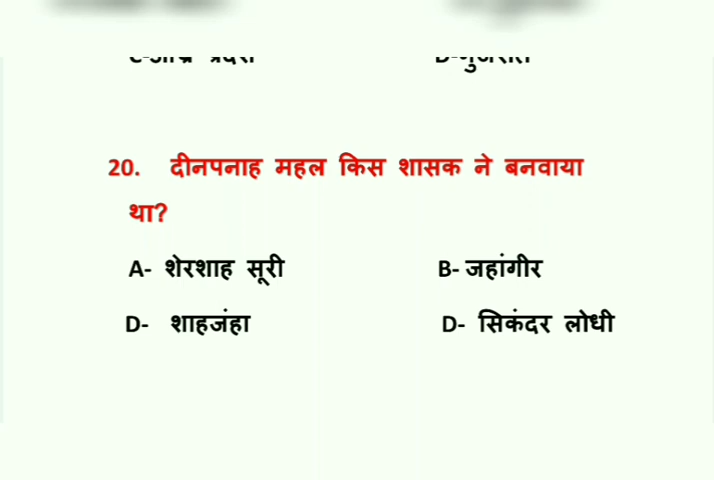 20. दीनपनाह महल किस शासक ने बनवाया
था?
A- शेरशाह सूरी B- जहांगीर
D- शाहजंहा D- सिकंदर लोधी